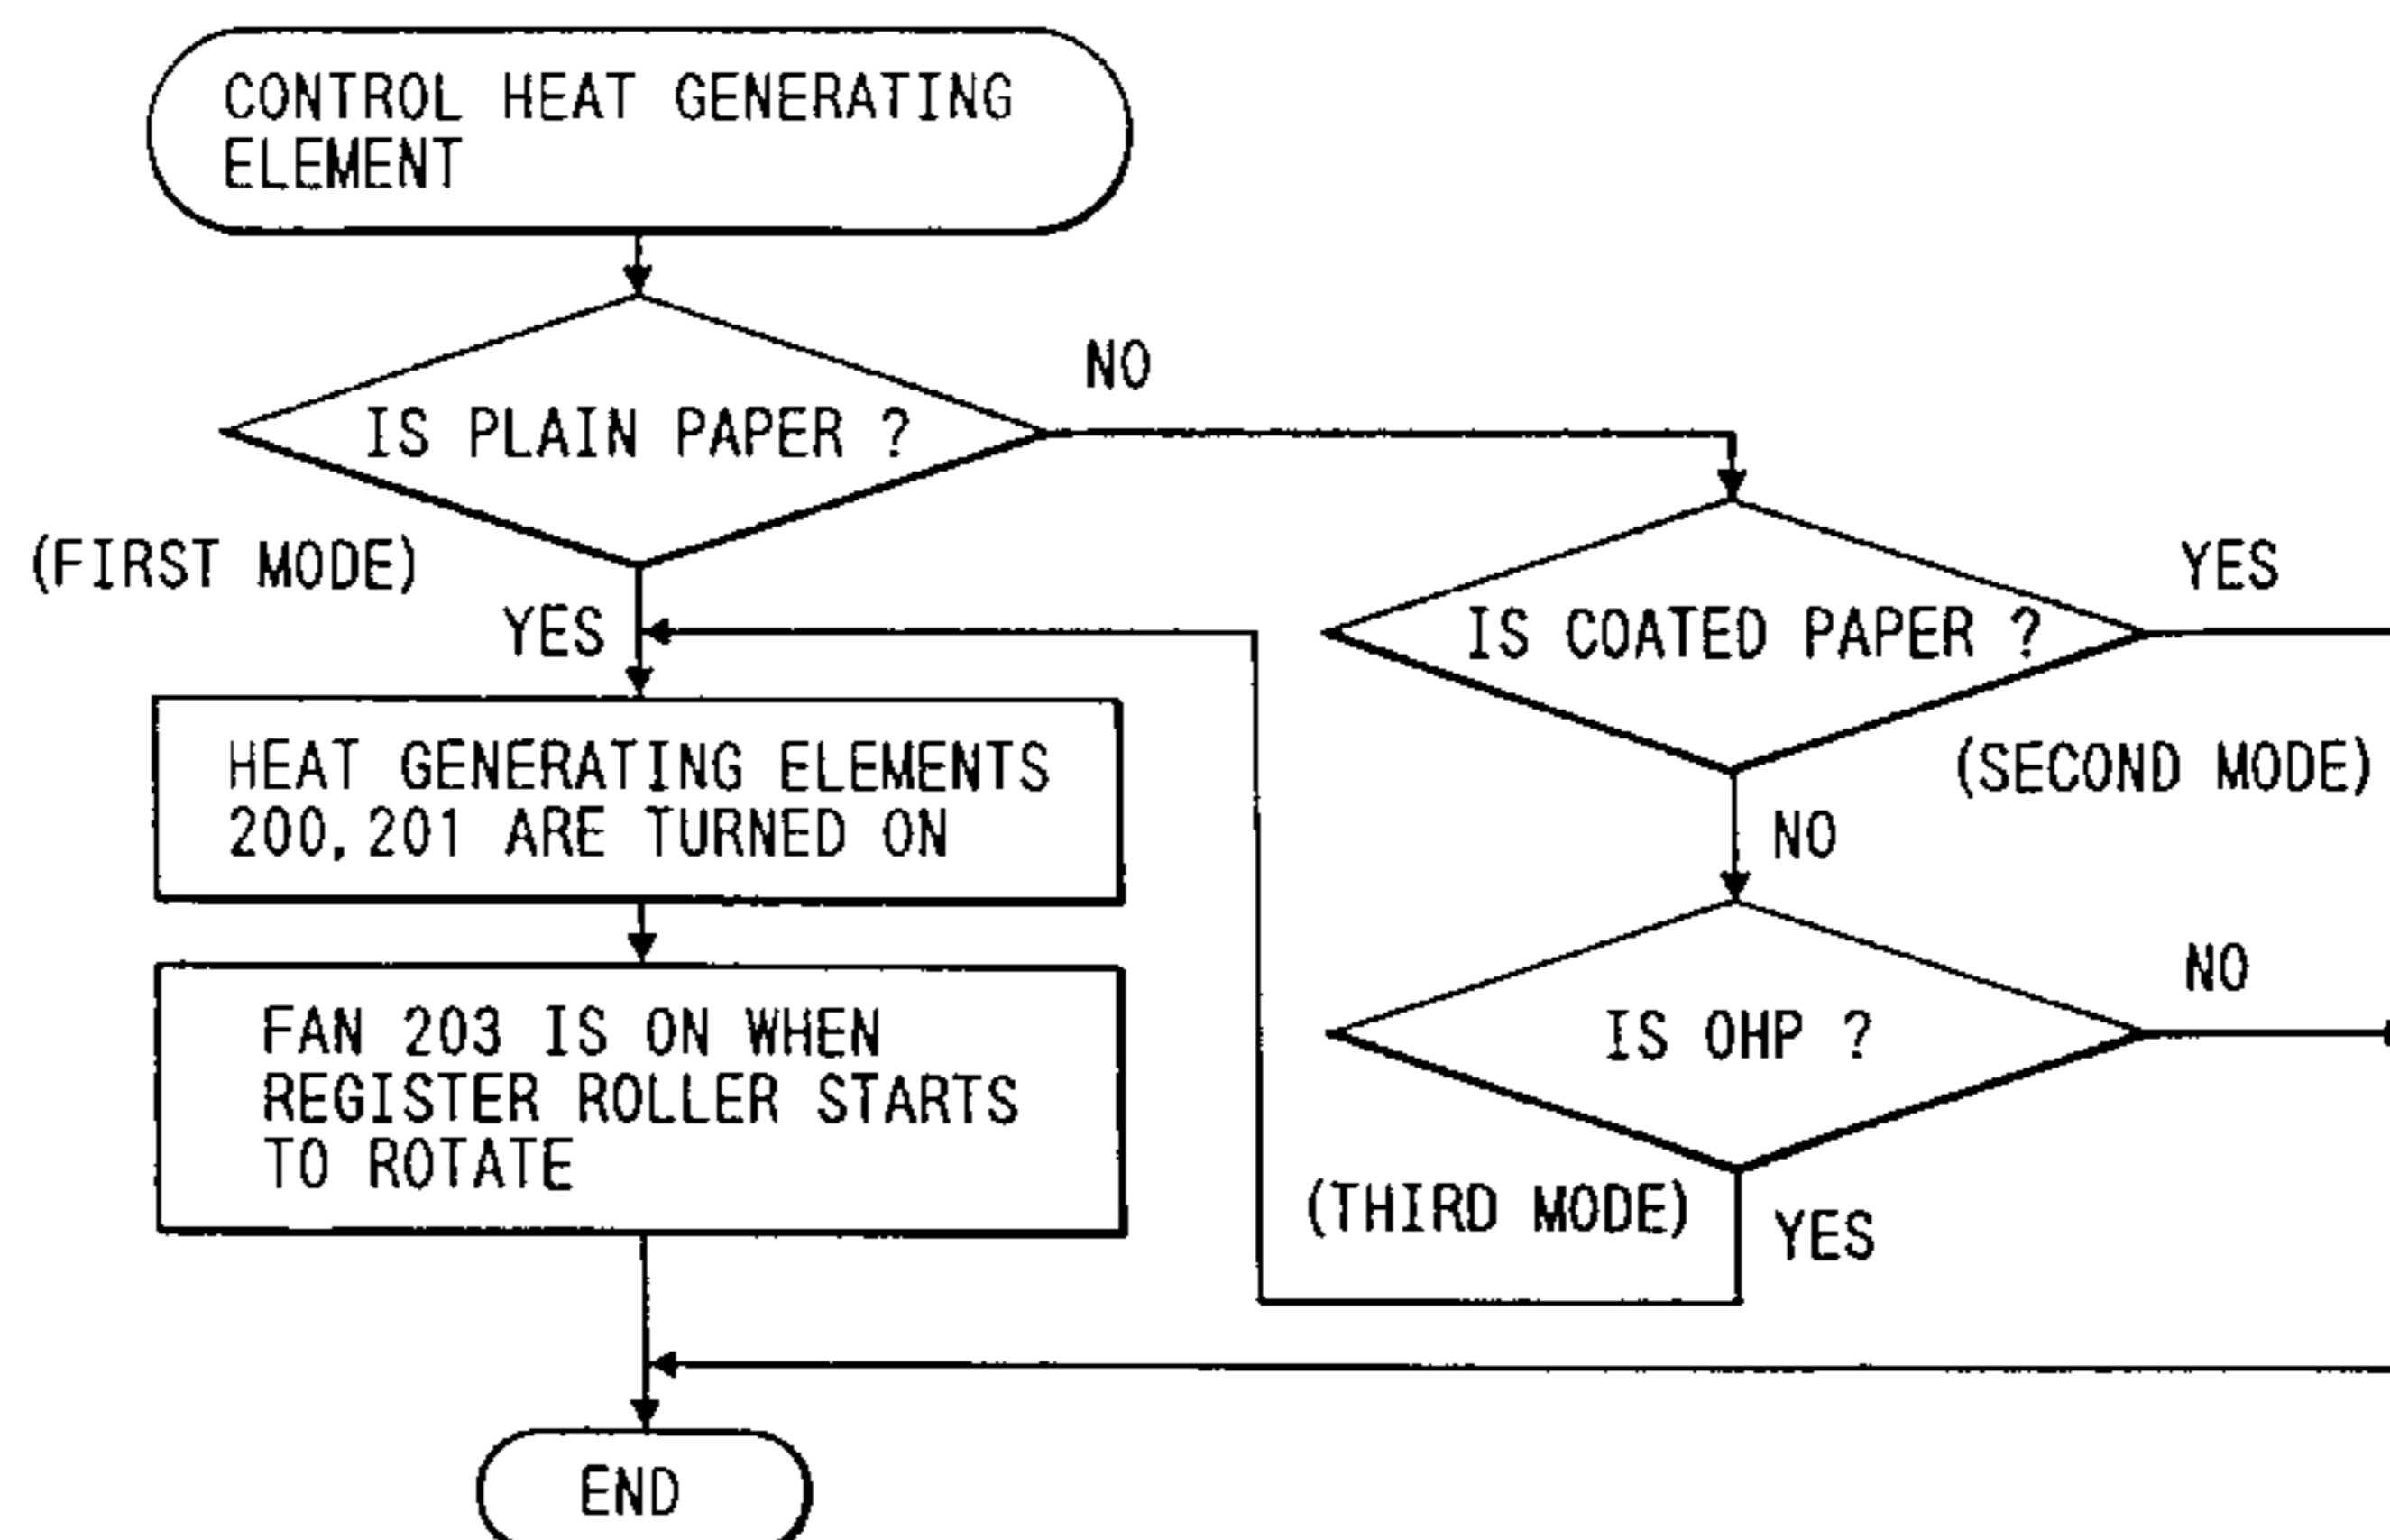 CONTROL HEAT GENERATING
ELEMENT
IS PLAIN PAPER ?
NO
(FIRST MODE)
YES
HEAT GENERATING ELEMENTS
200,201 ARE TURNED ON
FAN 203 IS ON WHEN
REGISTER ROLLER STARTS
TO ROTATE
IS COATED PAPER ?
YES
(SECOND MODE)
NO
IS OHP ?
NO
(THIRD MODE)
YES
END